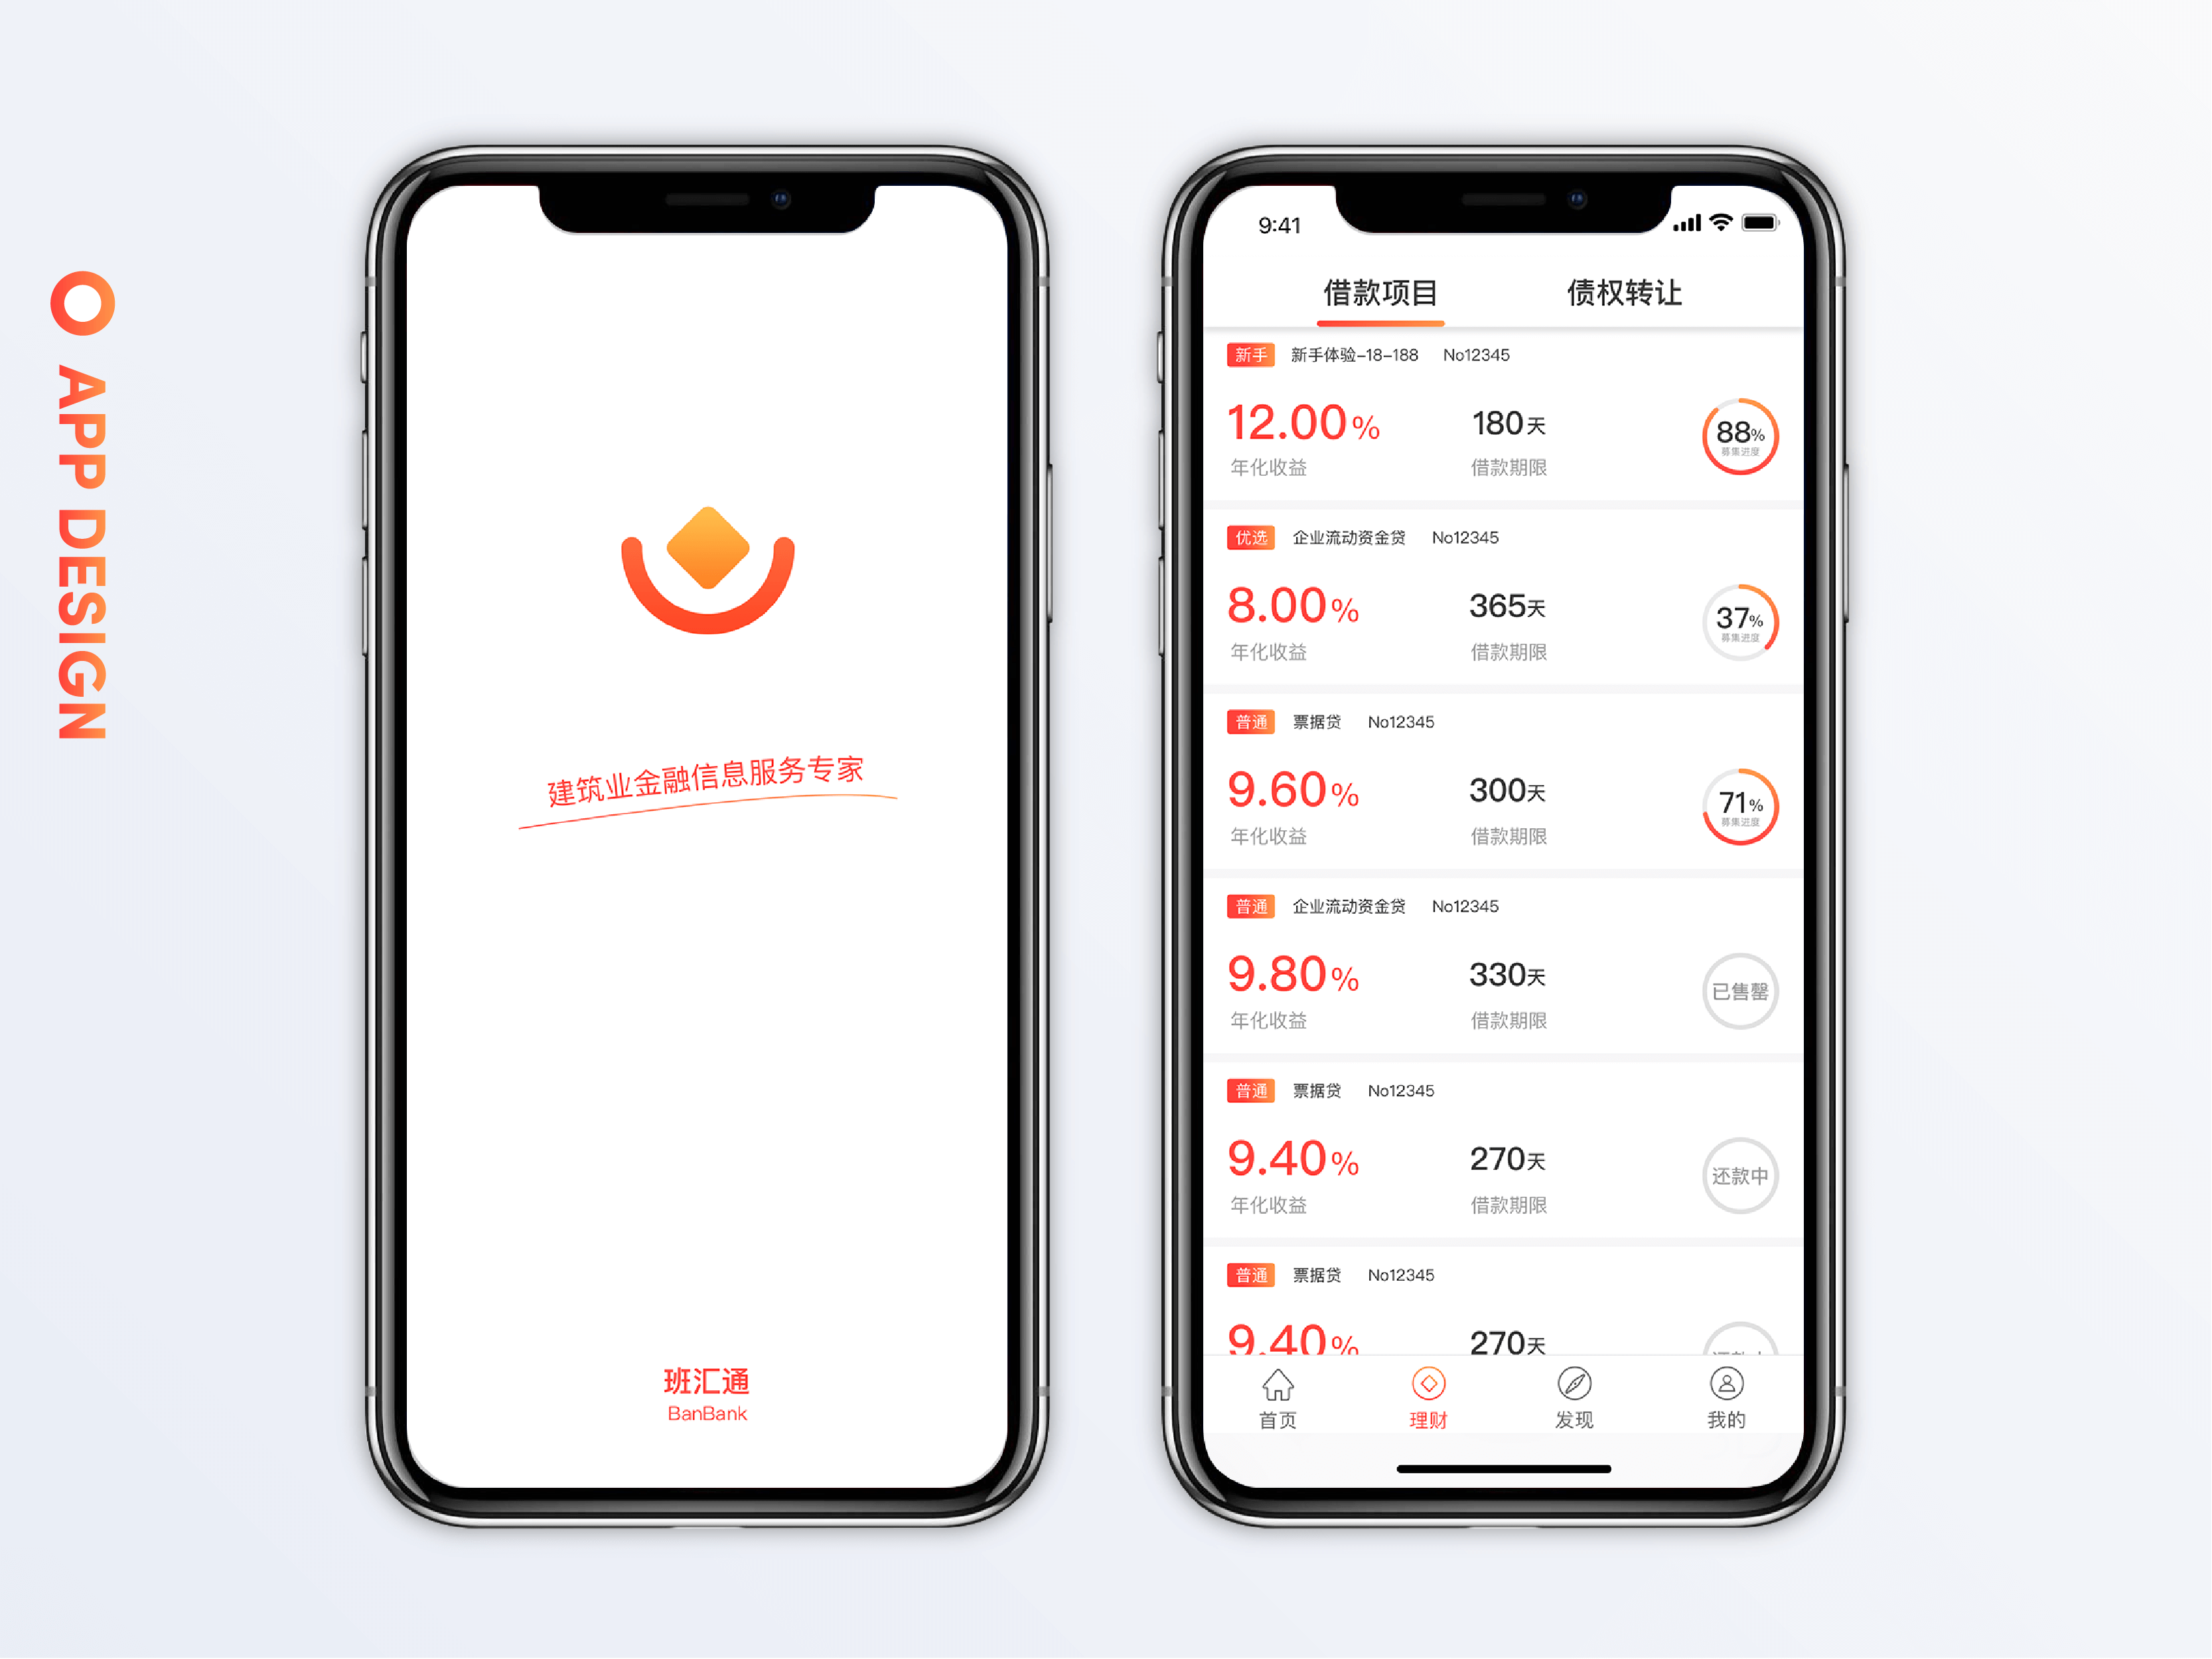 APP DESIGN
建筑业金融信息服务专家
班汇通
BanBank
9:41
借款项目 债权转让
新手 新手体验-18-188 No12345
12.00% 180天 88%
募集进度
年化收益 借款期限
优选 企业流动资金贷 No12345
8.00% 365天 37%
募集进度
年化收益 借款期限
普通 票据贷 No12345
9.60% 300天 71%
募集进度
年化收益 借款期限
普通 企业流动资金贷 No12345
9.80% 330天
已售罄
年化收益 借款期限
普通 票据贷 No12345
9.40% 270天
还款中
年化收益 借款期限
普通 票据贷 No12345
9.40% 270天
首页 理财 发现 我的